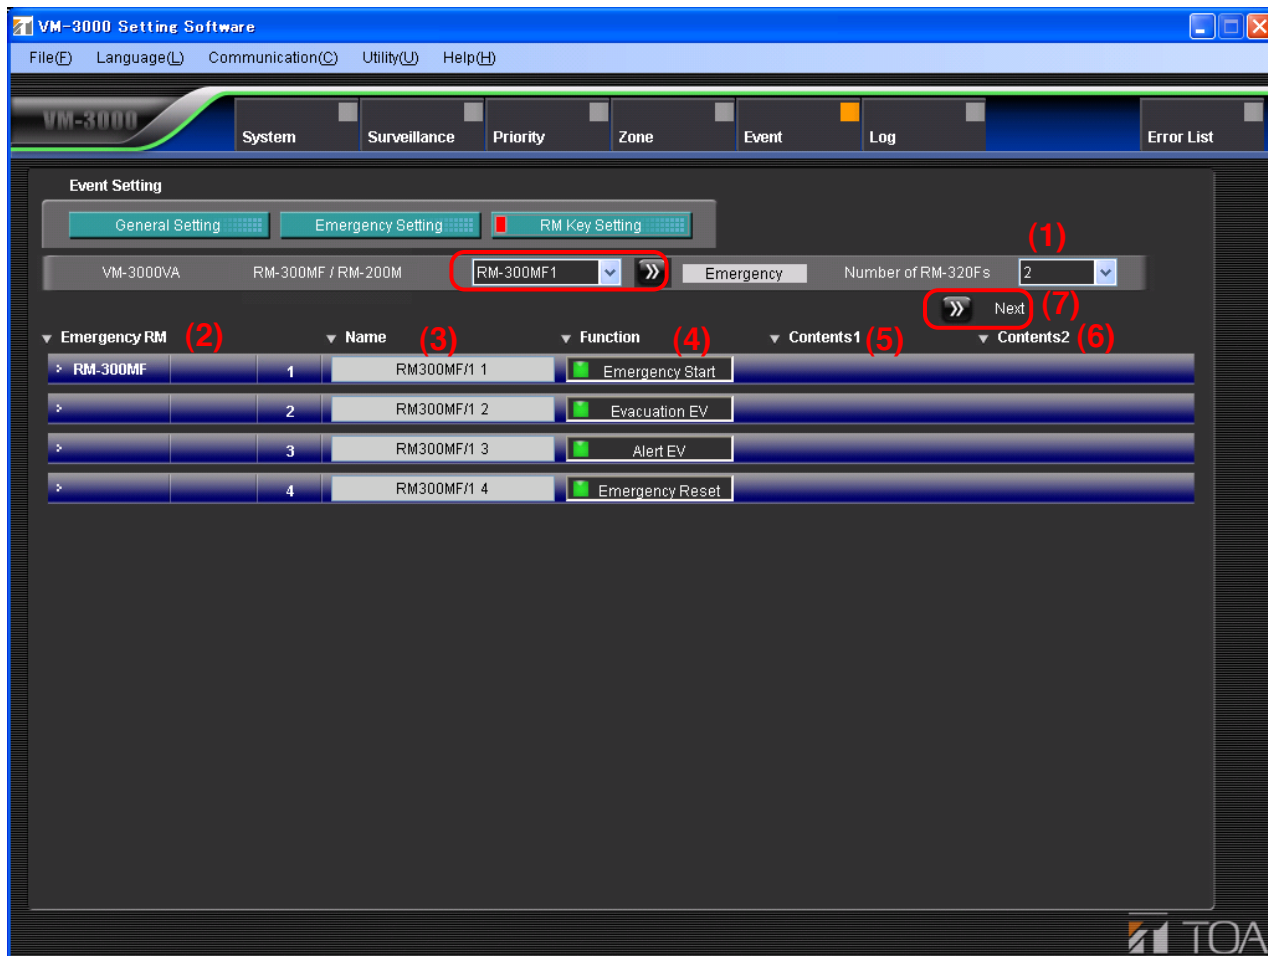 VM-3000 Setting Software
File(F) Language(L) Communication(C) Utility(U) Help(H)
VM-3000
System Surveillance Priority Zone Event Log Error List
Event Setting
General Setting Emergency Setting RM Key Setting
(1)
VM-3000VA RM-300MF / RM-200M RM-300MF1 Emergency Number of RM-320Fs 2
Next (7)
Emergency RM (2) Name (3) Function (4) Contents1 (5) Contents2 (6)
RM-300MF 1 RM300MF/1 1 Emergency Start
2 RM300MF/1 2 Evacuation EV
3 RM300MF/1 3 Alert EV
4 RM300MF/1 4 Emergency Reset
TOA